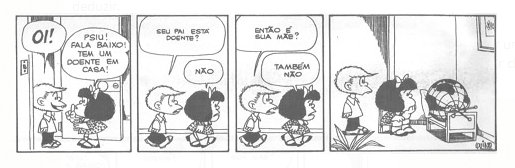 OI!
PSIU!
FALA BAIXO!
TEM UM
DOENTE EM
CASA!
SEU PAI ESTÁ
DOENTE?
NÃO
ENTÃO É
SUA MÃE?
TAMBÉM
NÃO